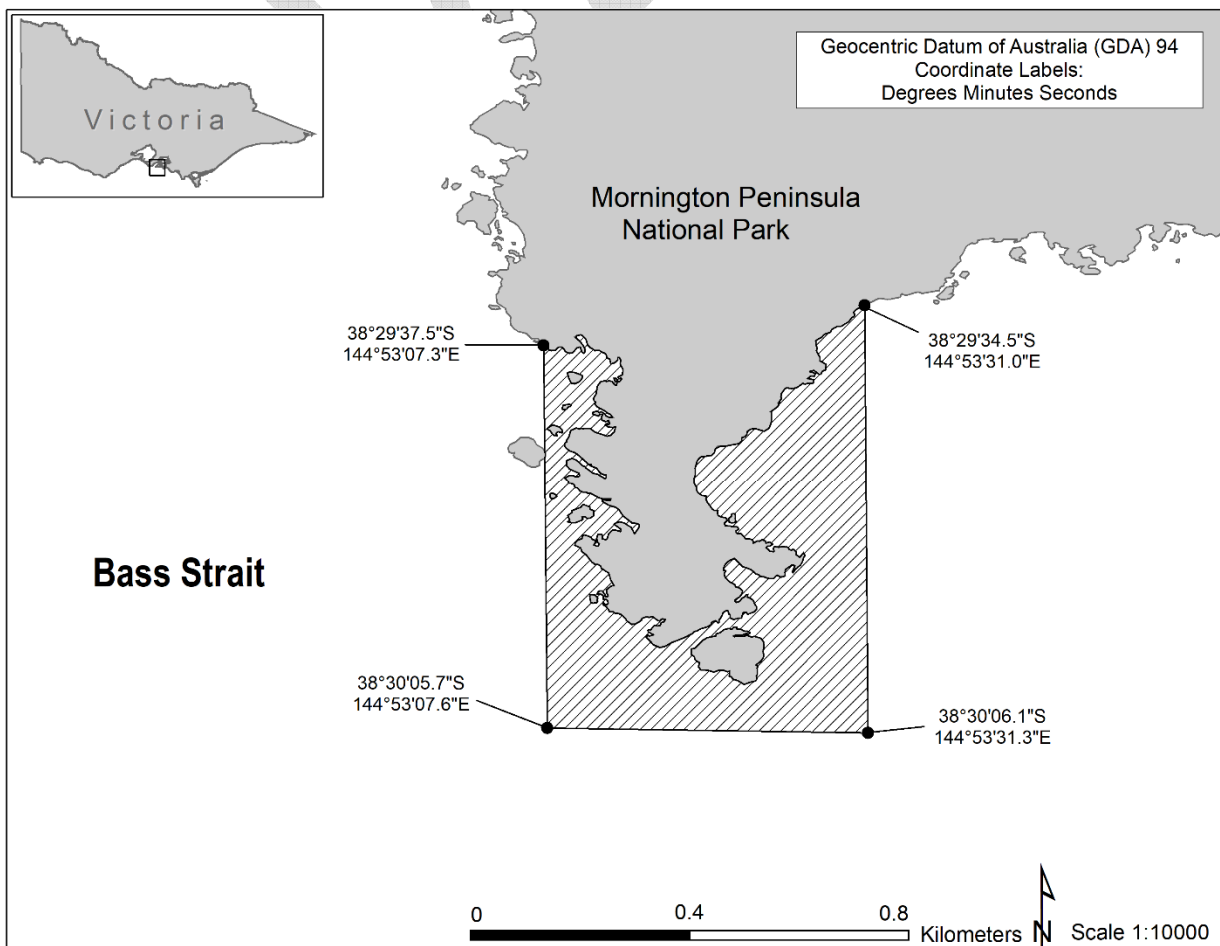 Victoria
Geocentric Datum of Australia (GDA) 94
Coordinate Labels:
Degrees Minutes Seconds
Mornington Peninsula
National Park
38°29'37.5"S
144°53'07.3"E
38°29'34.5"S
144°53'31.0"E
Bass Strait
38°30'05.7"S
144°53'07.6"E
38°30'06.1"S
144°53'31.3"E
0 0.4 0.8
Kilometers N Scale 1:10000